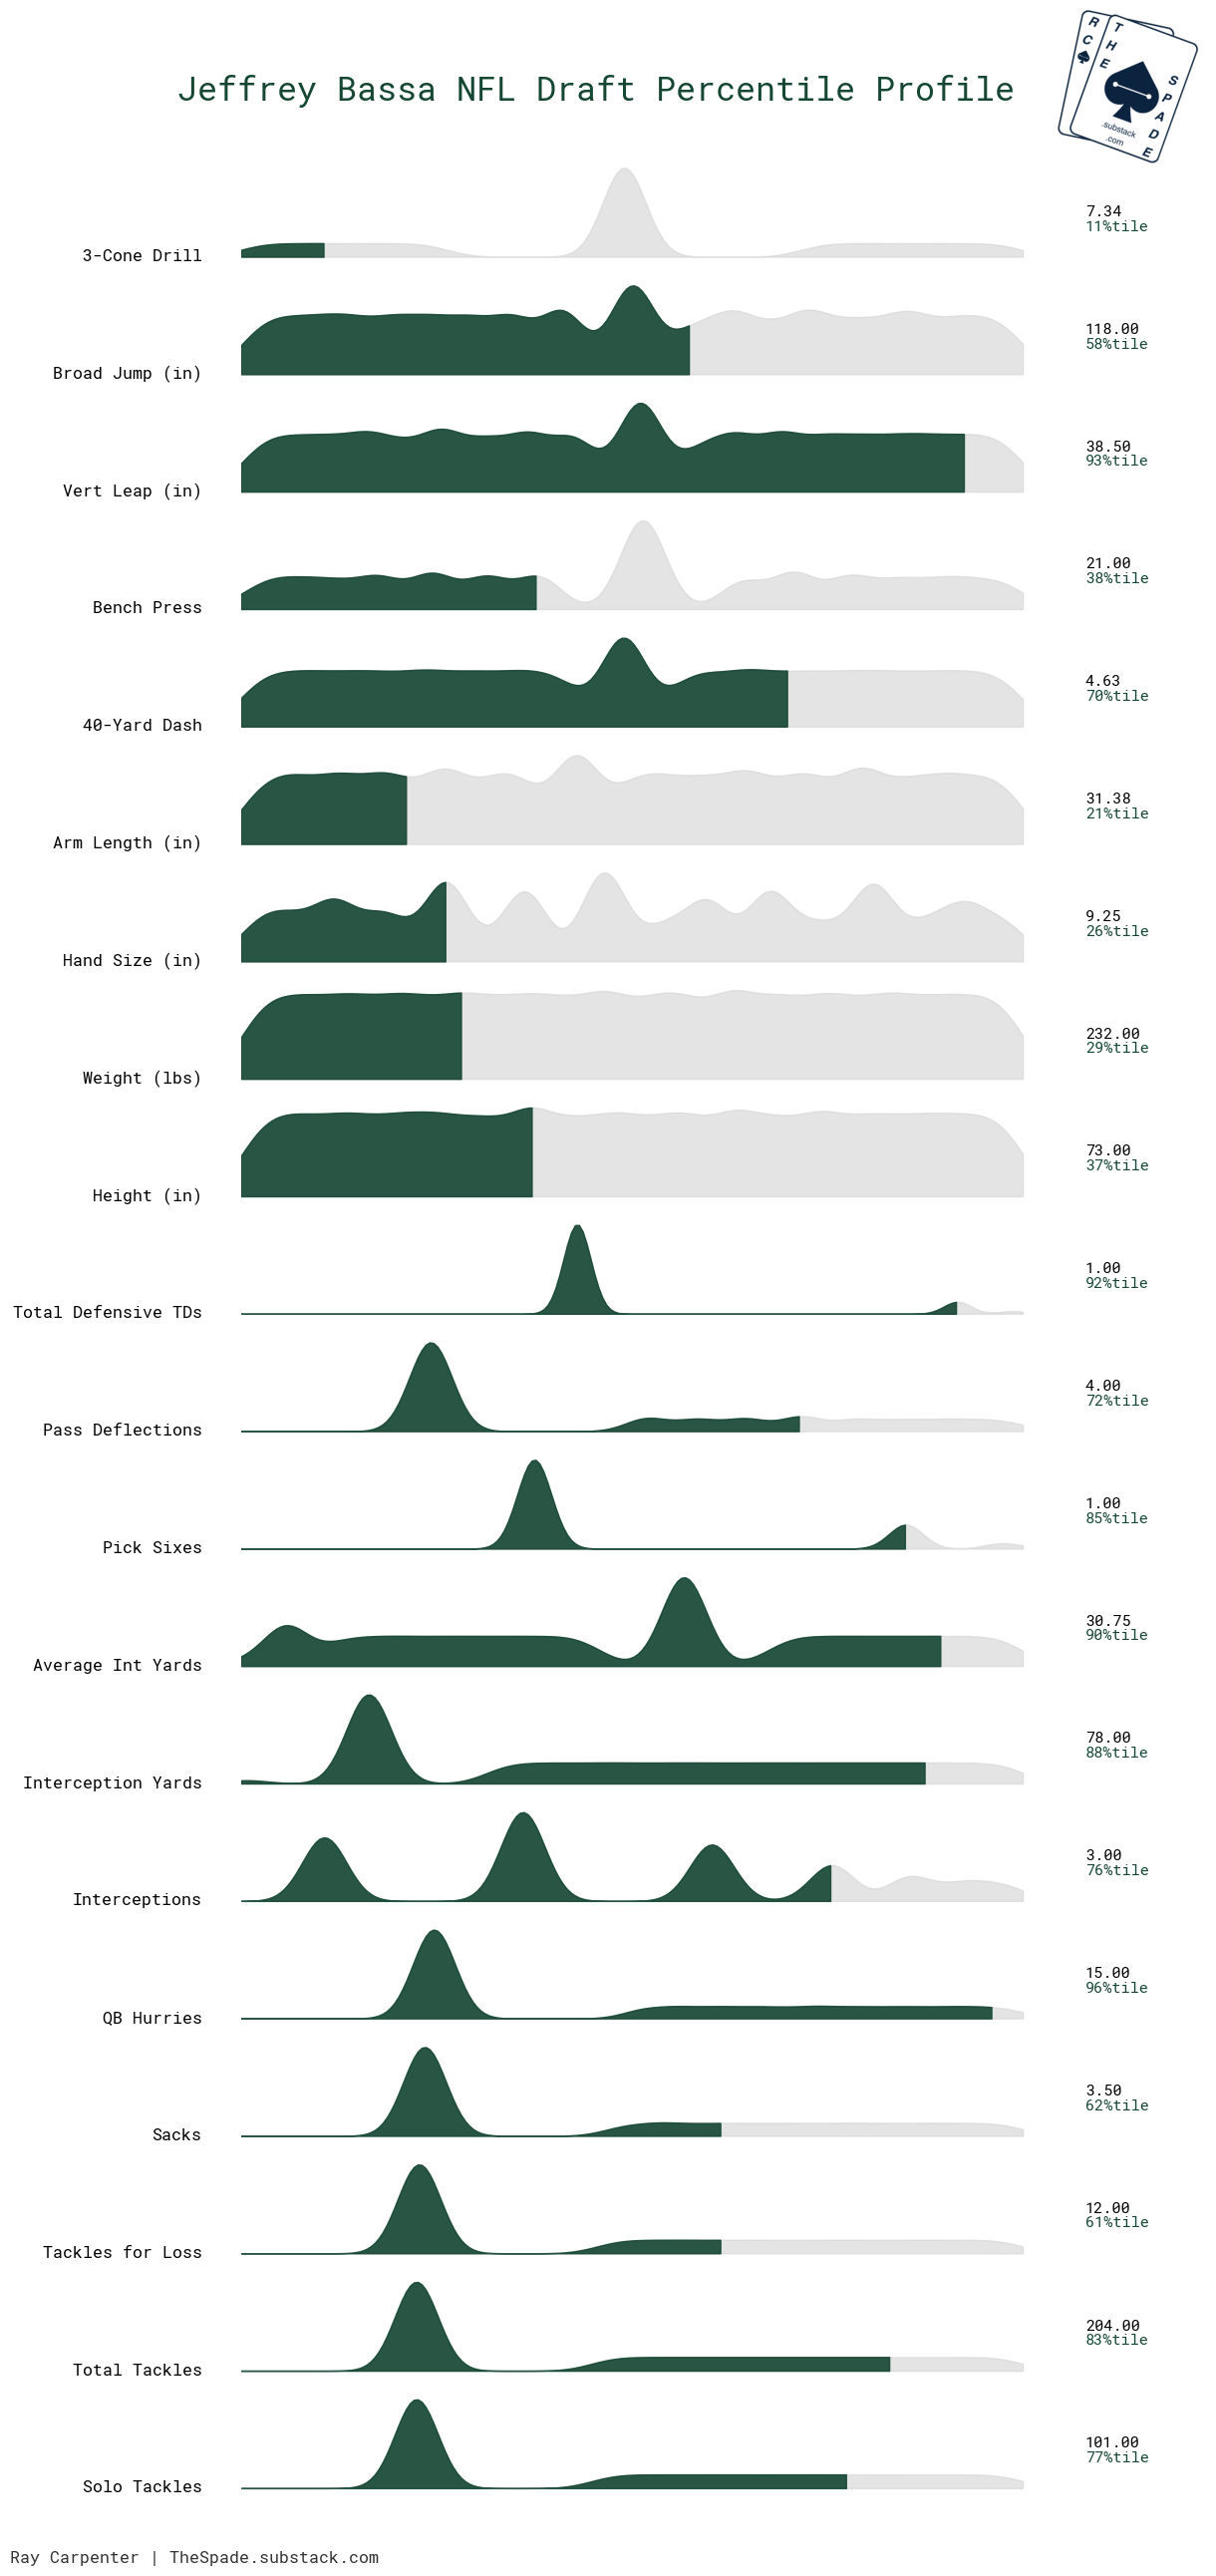 R
C
T
H
E
S
P
A
D
E
.substack
.com
Jeffrey Bassa NFL Draft Percentile Profile
3-Cone Drill
7.34
11%tile
Broad Jump (in)
118.00
58%tile
Vert Leap (in)
38.50
93%tile
Bench Press
21.00
38%tile
40-Yard Dash
4.63
70%tile
Arm Length (in)
31.38
21%tile
Hand Size (in)
9.25
26%tile
Weight (lbs)
232.00
29%tile
Height (in)
73.00
37%tile
Total Defensive TDs
1.00
92%tile
Pass Deflections
4.00
72%tile
Pick Sixes
1.00
85%tile
Average Int Yards
30.75
90%tile
Interception Yards
78.00
88%tile
Interceptions
3.00
76%tile
QB Hurries
15.00
96%tile
Sacks
3.50
62%tile
Tackles for Loss
12.00
61%tile
Total Tackles
204.00
83%tile
Solo Tackles
101.00
77%tile
Ray Carpenter | TheSpade.substack.com